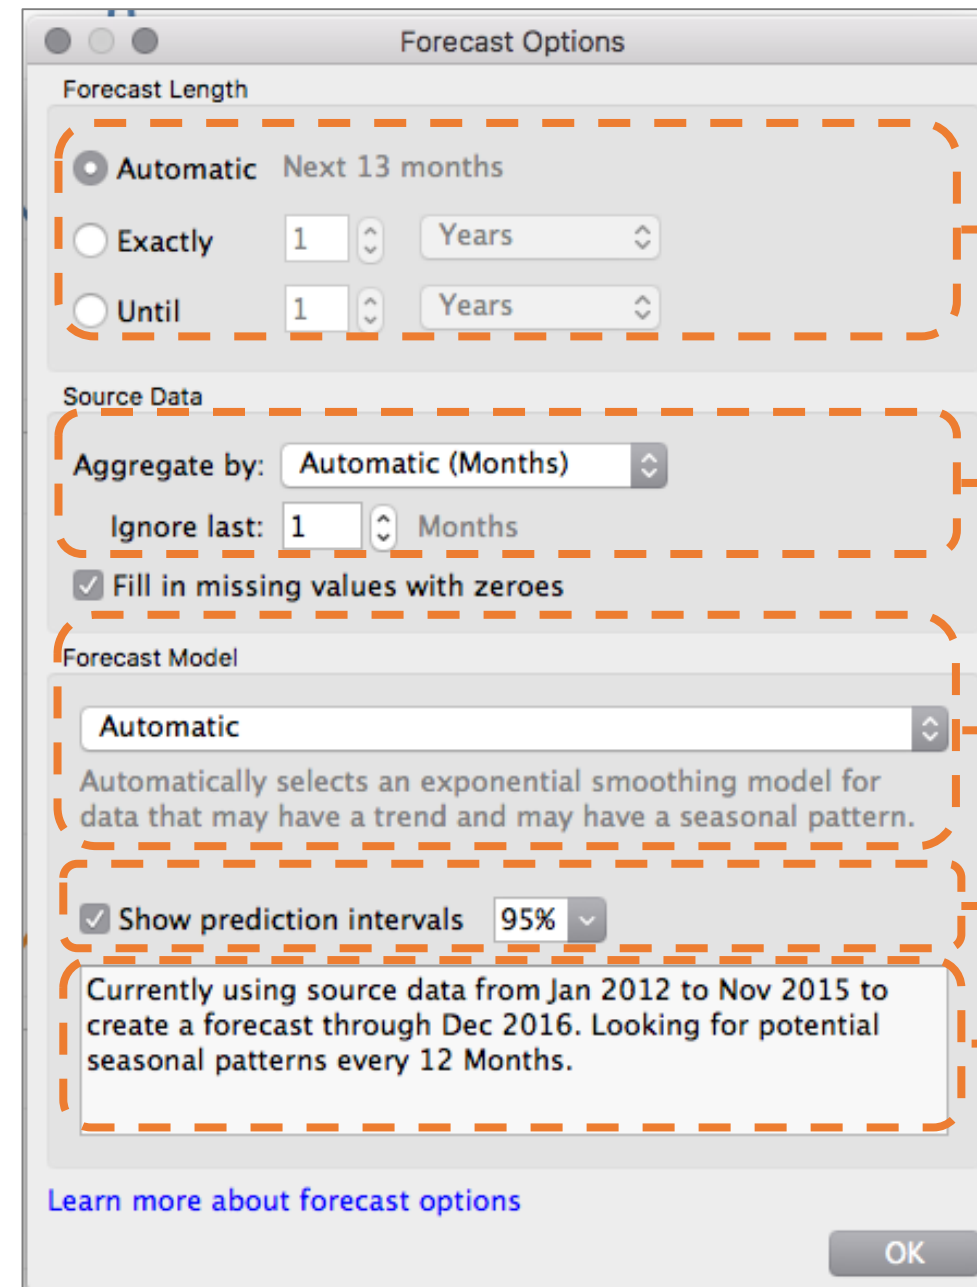 Forecast Options
Forecast Length
Automatic Next 13 months
Exactly 1 Years
Until 1 Years
Source Data
Aggregate by: Automatic (Months)
Ignore last: 1 Months
Fill in missing values with zeroes
Forecast Model
Automatic
Automatically selects an exponential smoothing model for
data that may have a trend and may have a seasonal pattern.
Show prediction intervals 95%
Currently using source data from Jan 2012 to Nov 2015 to
create a forecast through Dec 2016. Looking for potential
seasonal patterns every 12 Months.
Learn more about forecast options
OK